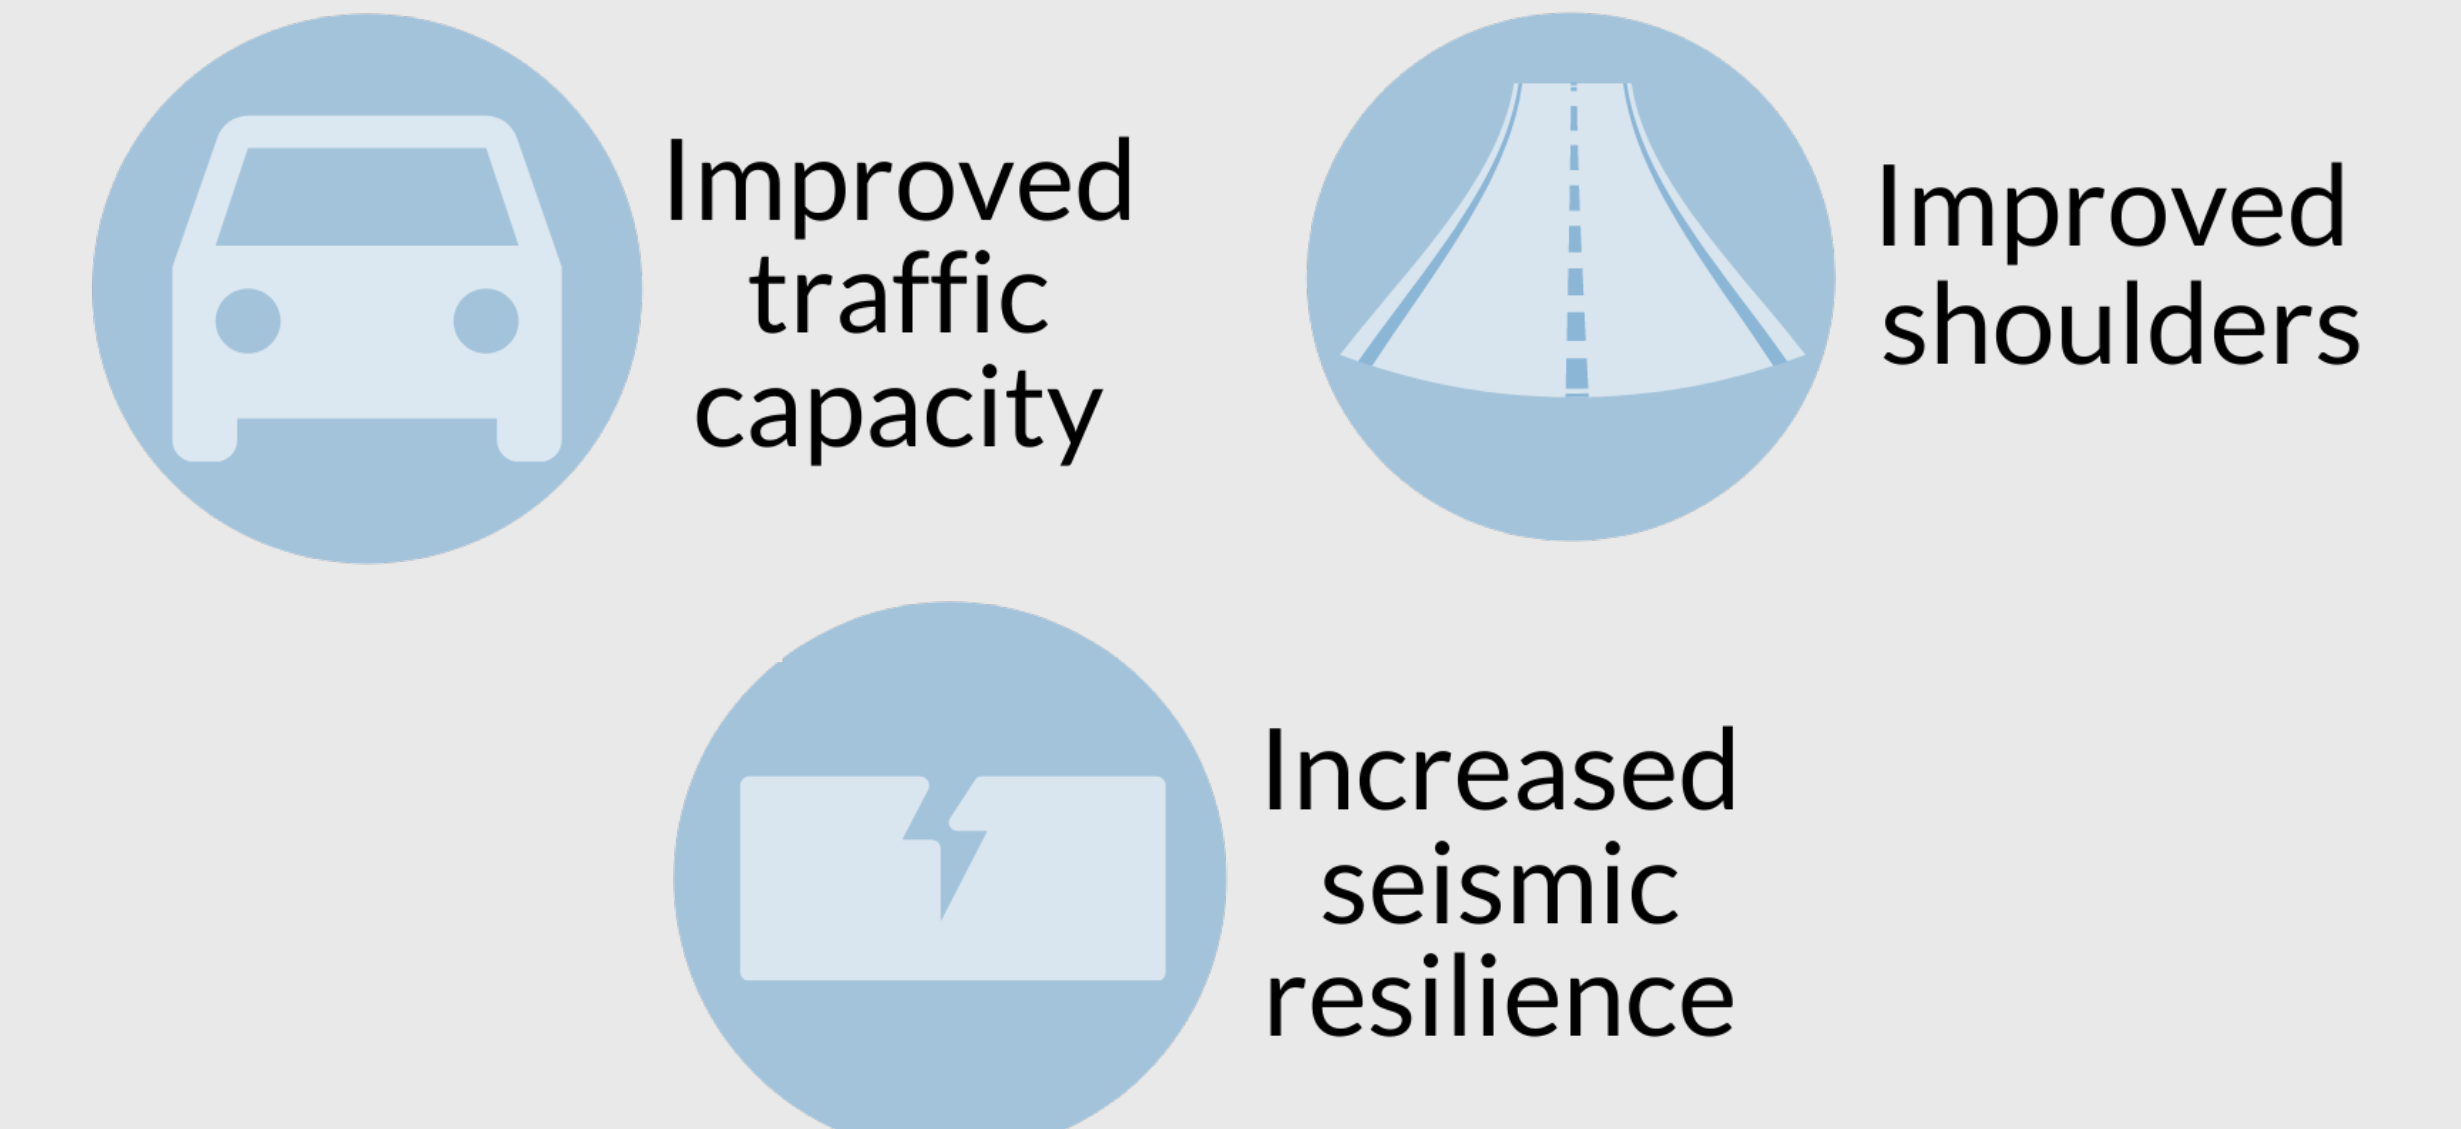 Improved
traffic
capacity
Improved
shoulders
Increased
seismic
resilience